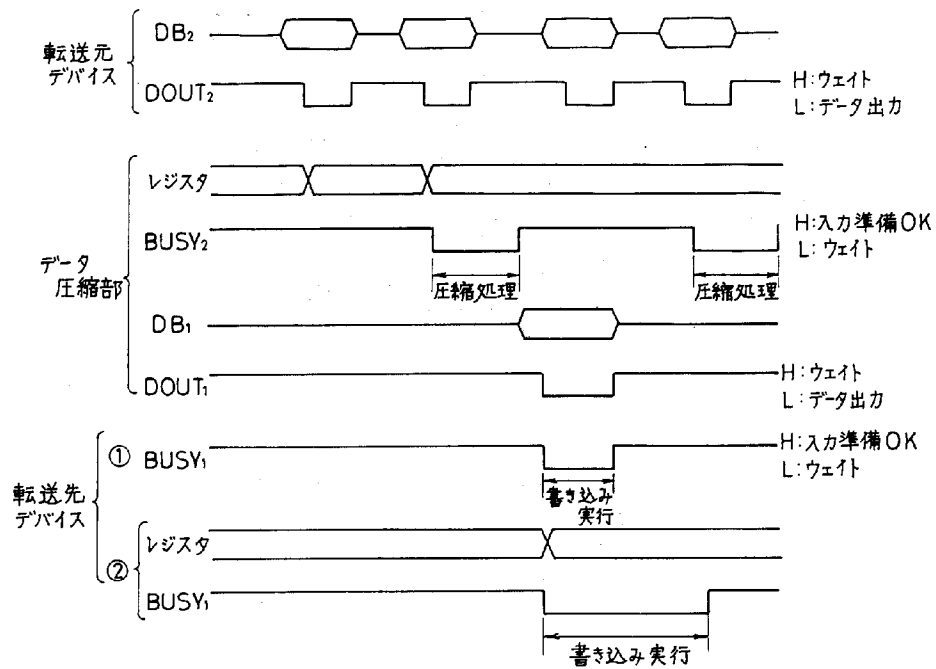 転送元
デバイス
DB₂
DOUT₂
H:ウェイト
L:データ出力
データ
圧縮部
レジスタ
BUSY₂
H:入力準備OK
L:ウェイト
圧縮処理
圧縮処理
DB₁
DOUT₁
H:ウェイト
L:データ出力
転送先
デバイス
①
BUSY₁
H:入力準備OK
L:ウェイト
書き込み
実行
②
レジスタ
BUSY₁
書き込み実行